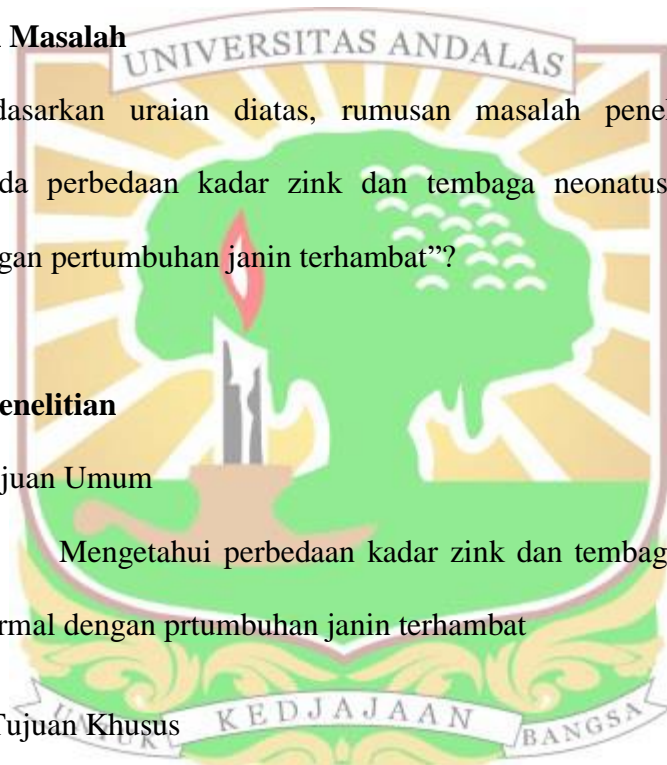 Masalah
UNIVERSITAS ANDALAS
dasarkan uraian diatas, rumusan masalah
da perbedaan kadar zink dan tembaga neonatus
gan pertumbuhan janin terhambat”?
enelitian
juan Umum
Mengetahui perbedaan kadar zink dan tembag
rmal dengan prtumbuhan janin terhambat
Tujuan Khusus
UNTUK KEDJAJAAN BANGSA